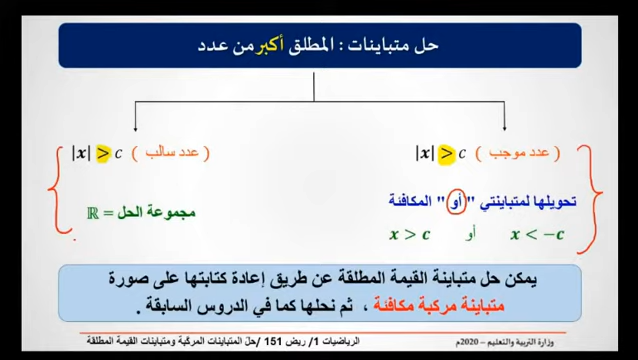 حل متباينات : المطلق أكبر من عدد
|x| > c ( عدد موجب )
تحويلها لمتباينتي " أو " المكافئة
x < −c أو x > c
|x| > c ( عدد سالب )
مجموعة الحل = ℝ
يمكن حل متباينة القيمة المطلقة عن طريق إعادة كتابتها على صورة
متباينة مركبة مكافئة ، ثم نحلها كما في الدروس السابقة .
وزارة التربية والتعليم – 2020م
الرياضيات 1/ ريض 151 /حل المتباينات المركبة ومتباينات القيمة المطلقة